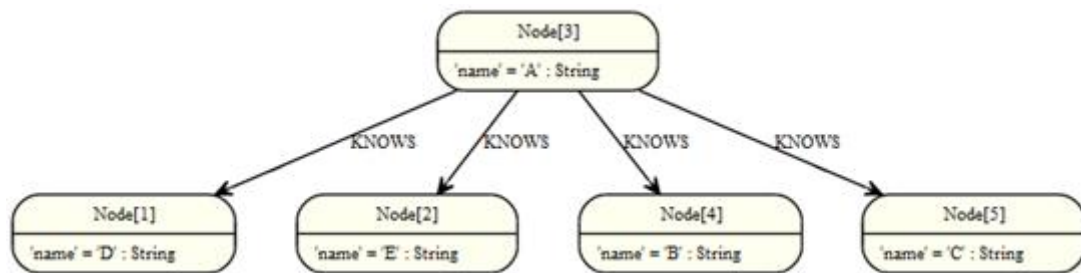 Node[3]
'name' = 'A' : String
KNOWS KNOWS KNOWS KNOWS
Node[1] Node[2] Node[4] Node[5]
'name' = 'D' : String 'name' = 'E' : String 'name' = 'B' : String 'name' = 'C' : String